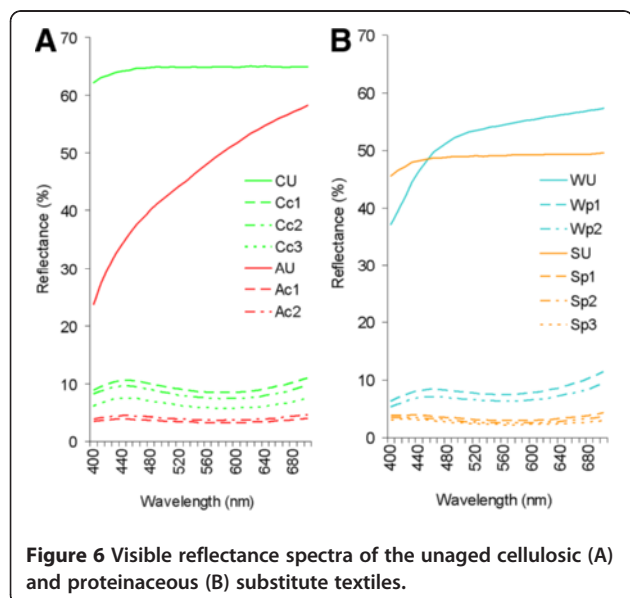 A
70
60
50
40
30
20
10
0
Reflectance (%)
CU
Cc1
Cc2
Cc3
AU
Ac1
Ac2
400
440
480
520
560
600
640
680
Wavelength (nm)
B
70
60
50
40
30
20
10
0
Reflectance (%)
WU
Wp1
Wp2
SU
Sp1
Sp2
Sp3
400
440
480
520
560
600
640
680
Wavelength (nm)
Figure 6 Visible reflectance spectra of the unaged cellulosic (A)
and proteinaceous (B) substitute textiles.